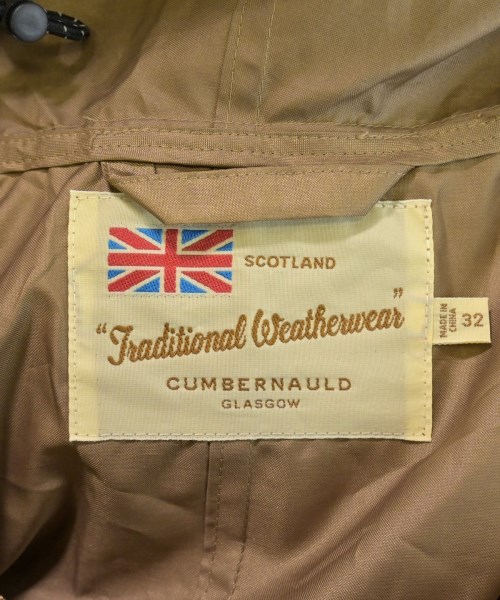 SCOTLAND
"Traditional Weatherwear"
CUMBERNAULD
GLASGOW
MADE IN
CHINA
32